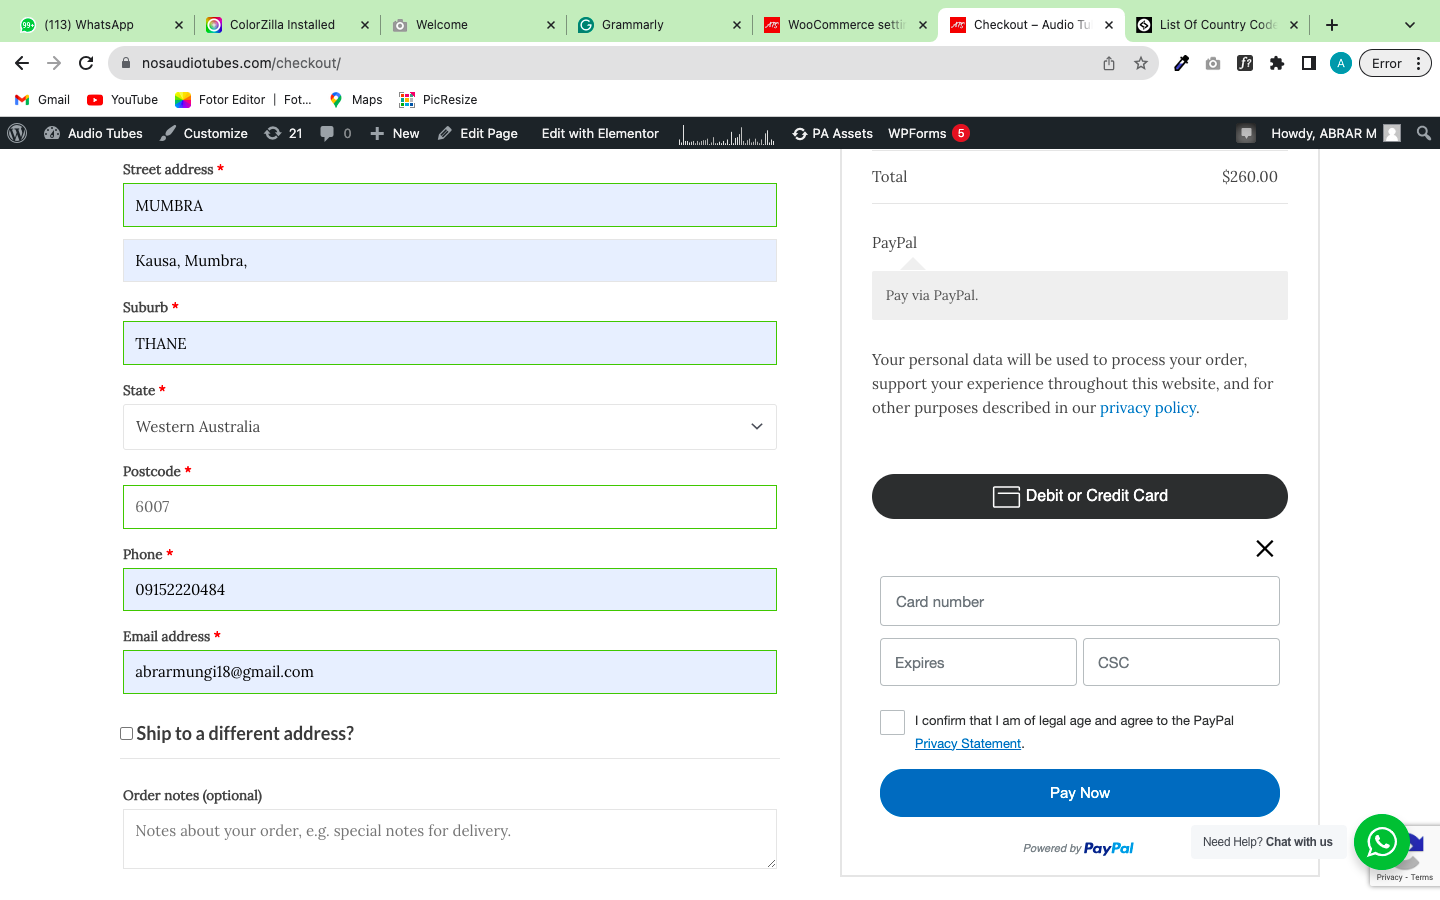 (113) WhatsApp
ColorZilla Installed
Welcome
Grammarly
WooCommerce settin
Checkout – Audio Tu
List Of Country Code
nosaudiotubes.com/checkout/
A
Error
Gmail
YouTube
Fotor Editor | Fot...
Maps
PicResize
Audio Tubes
Customize
21
0
New
Edit Page
Edit with Elementor
PA Assets
WPForms 5
Howdy, ABRAR M
Street address *
MUMBRA
Kausa, Mumbra,
Suburb *
THANE
State *
Western Australia
Postcode *
6007
Phone *
09152220484
Email address *
abrarmungi18@gmail.com
Ship to a different address?
Order notes (optional)
Notes about your order, e.g. special notes for delivery.
Total $260.00
PayPal
Pay via PayPal.
Your personal data will be used to process your order,
support your experience throughout this website, and for
other purposes described in our privacy policy.
Debit or Credit Card
Card number
Expires
CSC
I confirm that I am of legal age and agree to the PayPal
Privacy Statement.
Pay Now
Powered by PayPal
Need Help? Chat with us
Privacy - Terms